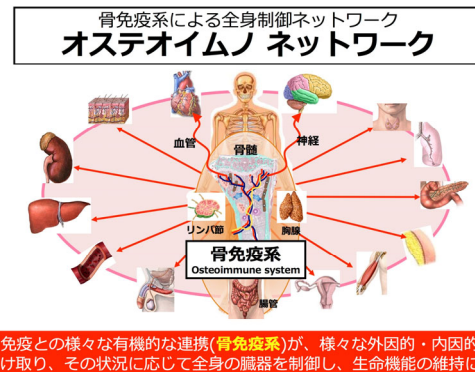 骨免疫系による全身制御ネットワーク
オステオイムノ ネットワーク
血管
神経
骨髄
リンパ節
胸腺
骨免疫系
Osteoimmune system
腸管
免疫との様々な有機的な連携(骨免疫系)が、様々な外因的・内因的
け取り、その状況に応じて全身の臓器を制御し、生命機能の維持に